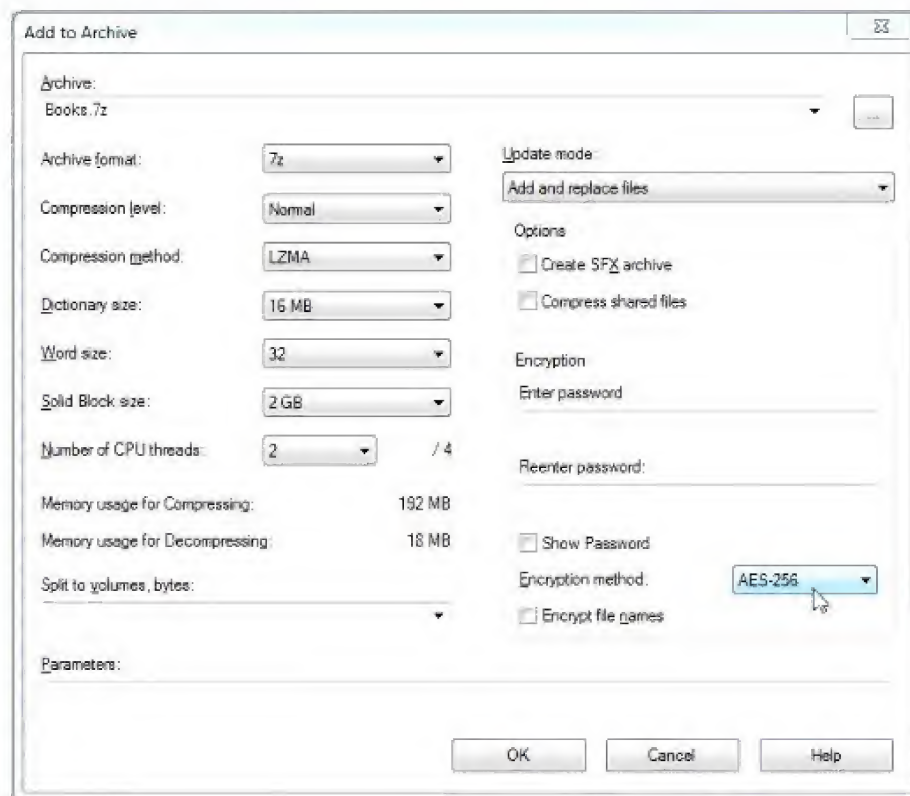 Add to Archive
Archive:
Books.7z
...
Archive format: 7z
Compression level: Normal
Compression method: LZMA
Dictionary size: 16 MB
Word size: 32
Solid Block size: 2 GB
Number of CPU threads: 2 / 4
Memory usage for Compressing: 192 MB
Memory usage for Decompressing: 18 MB
Split to volumes, bytes:
Update mode:
Add and replace files
Options
Create SFX archive
Compress shared files
Encryption
Enter password
Reenter password:
Show Password
Encryption method: AES-256
Encrypt file names
Parameters:
OK Cancel Help